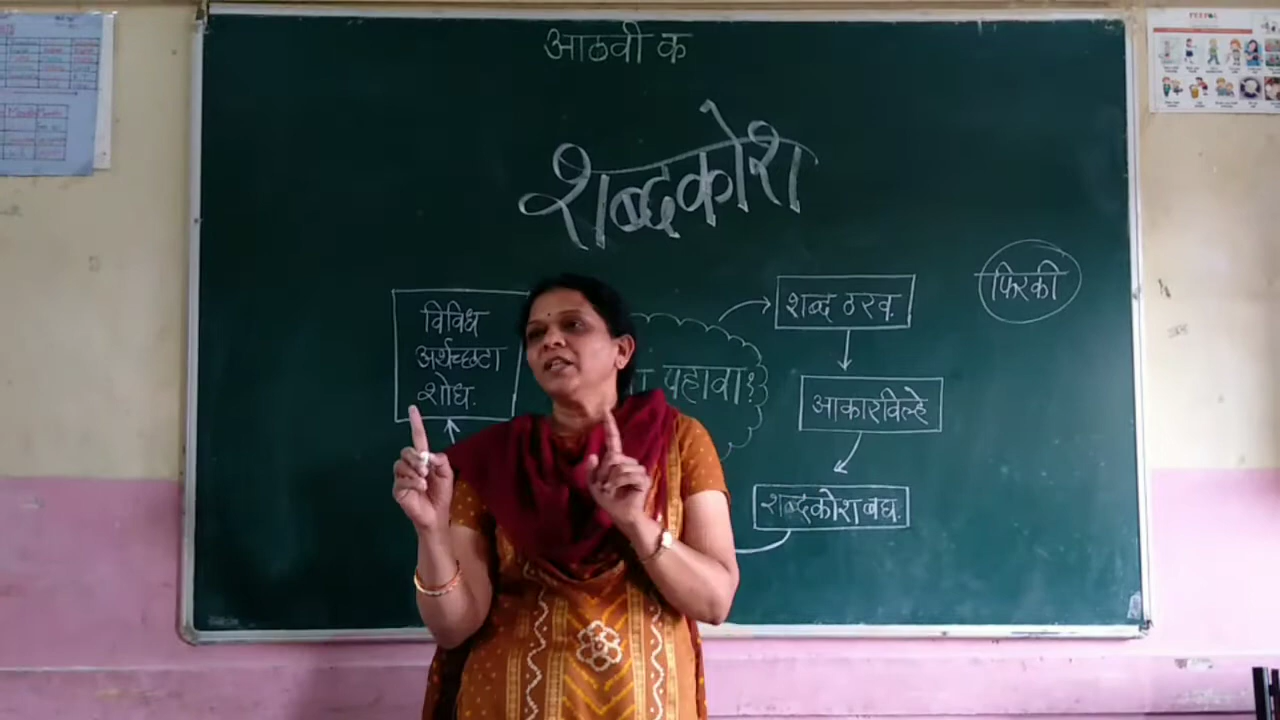 आठवी क
शब्दकोश
फिरकी
विविध
अर्थच्छटा
शोध.
पहावा?
शब्द ठरव.
आकारविल्हे
शब्दकोश बघ.